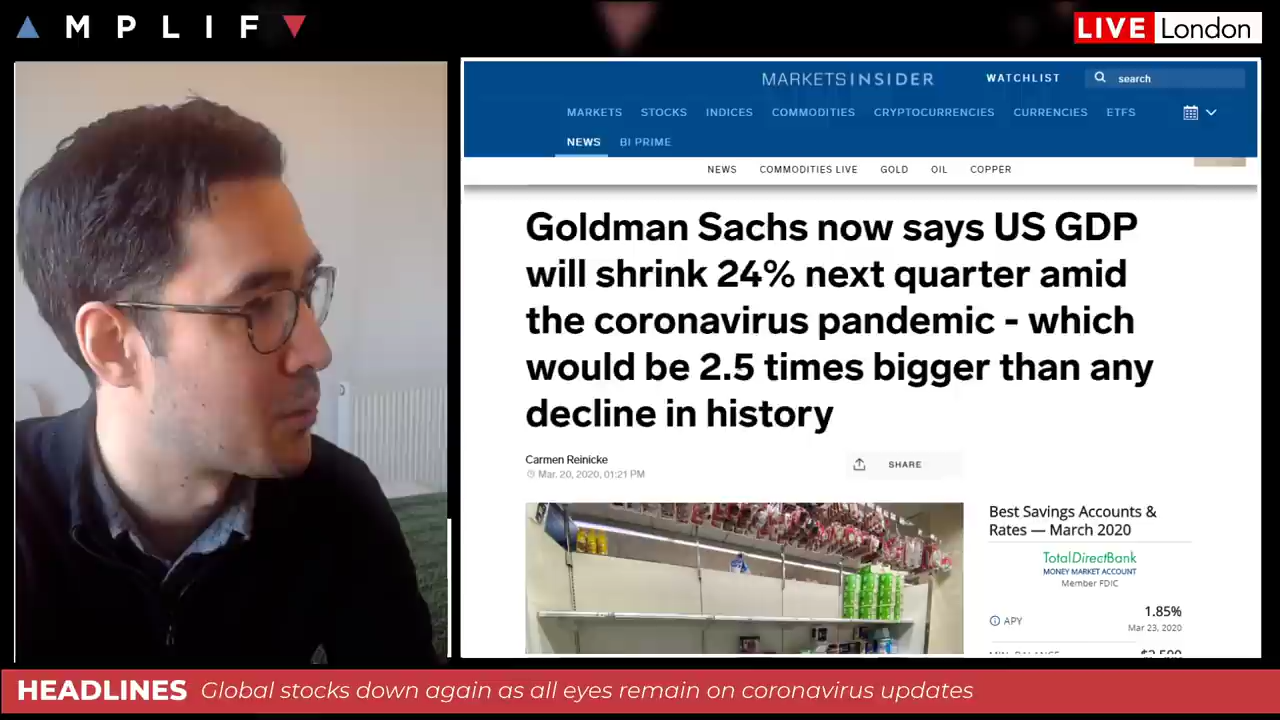 AMPLIFY
LIVE London
MARKETS INSIDER
WATCHLIST
search
MARKETS STOCKS INDICES COMMODITIES CRYPTOCURRENCIES CURRENCIES ETFS
NEWS BI PRIME
NEWS COMMODITIES LIVE GOLD OIL COPPER
Goldman Sachs now says US GDP
will shrink 24% next quarter amid
the coronavirus pandemic - which
would be 2.5 times bigger than any
decline in history
Carmen Reinicke
Mar. 20, 2020, 01:21 PM
SHARE
Best Savings Accounts &
Rates — March 2020
TotalDirectBank
MONEY MARKET ACCOUNT
Member FDIC
APY
1.85%
Mar 23, 2020
HEADLINES Global stocks down again as all eyes remain on coronavirus updates